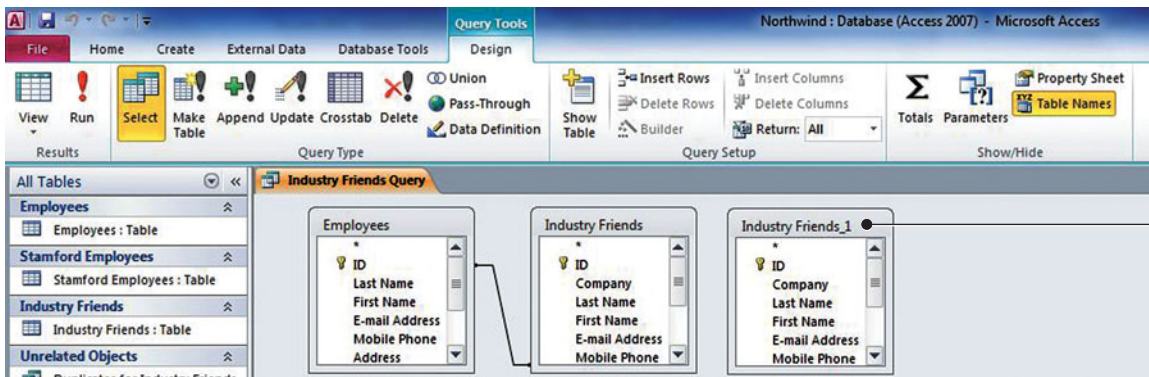 Query Tools
Northwind : Database (Access 2007) - Microsoft Access
File Home Create External Data Database Tools Design
View
Run
Select
Make Table
Append
Update
Crosstab
Delete
Union
Pass-Through
Data Definition
Show Table
Insert Rows
Delete Rows
Builder
Insert Columns
Delete Columns
Return: All
Totals
Parameters
Property Sheet
Table Names
Results
Query Type
Query Setup
Show/Hide
All Tables
Employees
Employees : Table
Stamford Employees
Stamford Employees : Table
Industry Friends
Industry Friends : Table
Unrelated Objects
Industry Friends Query
Employees
*
ID
Last Name
First Name
E-mail Address
Mobile Phone
Address
Industry Friends
*
ID
Company
Last Name
First Name
E-mail Address
Mobile Phone
Industry Friends_1
*
ID
Company
Last Name
First Name
E-mail Address
Mobile Phone